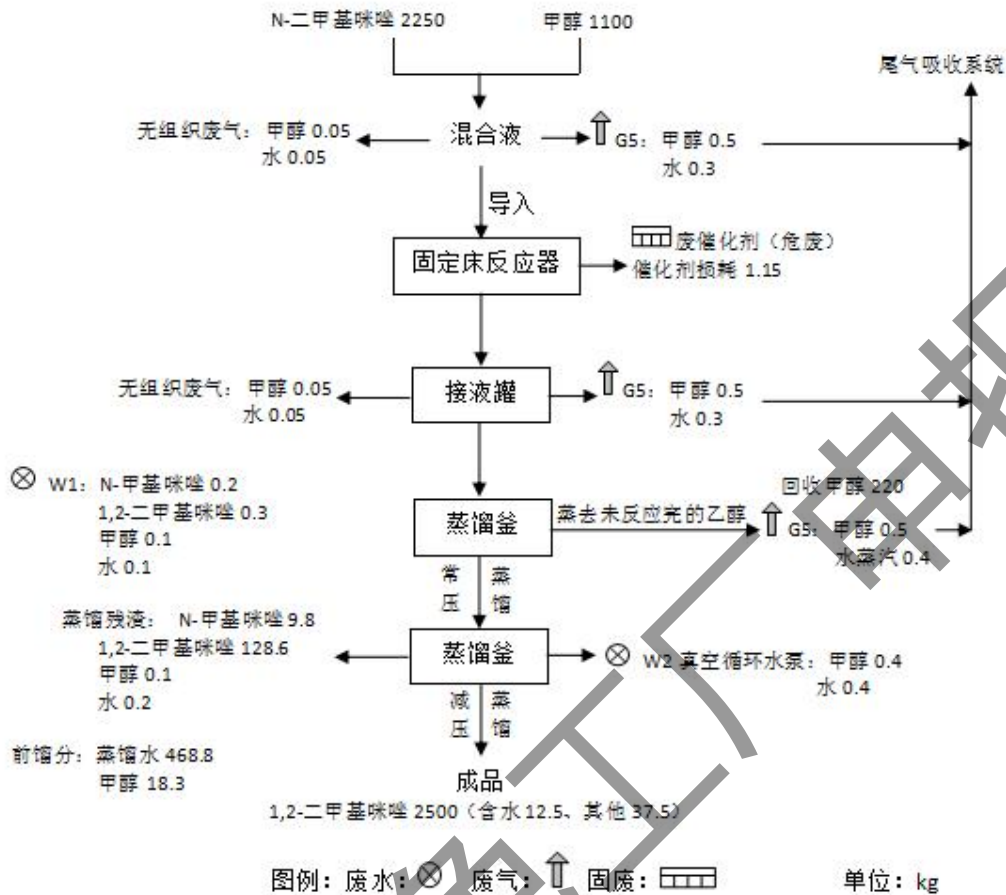 N-二甲基咪唑 2250
甲醇 1100
尾气吸收系统
无组织废气：甲醇 0.05
水 0.05
混合液
G5：甲醇 0.5
水 0.3
导入
固定床反应器
废催化剂（危废）
催化剂损耗 1.15
无组织废气：甲醇 0.05
水 0.05
接液罐
G5：甲醇 0.5
水 0.3
W1：N-甲基咪唑 0.2
1,2-二甲基咪唑 0.3
甲醇 0.1
水 0.1
蒸馏釜
蒸去未反应完的乙醇
回收甲醇 220
G5：甲醇 0.5
水蒸汽 0.4
常压
蒸馏
蒸馏残渣： N-甲基咪唑 9.8
1,2-二甲基咪唑 128.6
甲醇 0.1
水 0.2
蒸馏釜
W2 真空循环水泵：甲醇 0.4
水 0.4
减压
蒸馏
前馏分：蒸馏水 468.8
甲醇 18.3
成品
1,2-二甲基咪唑 2500（含水 12.5、其他 37.5）
图例：废水： 废气： 固废： 单位：kg
工厂申报